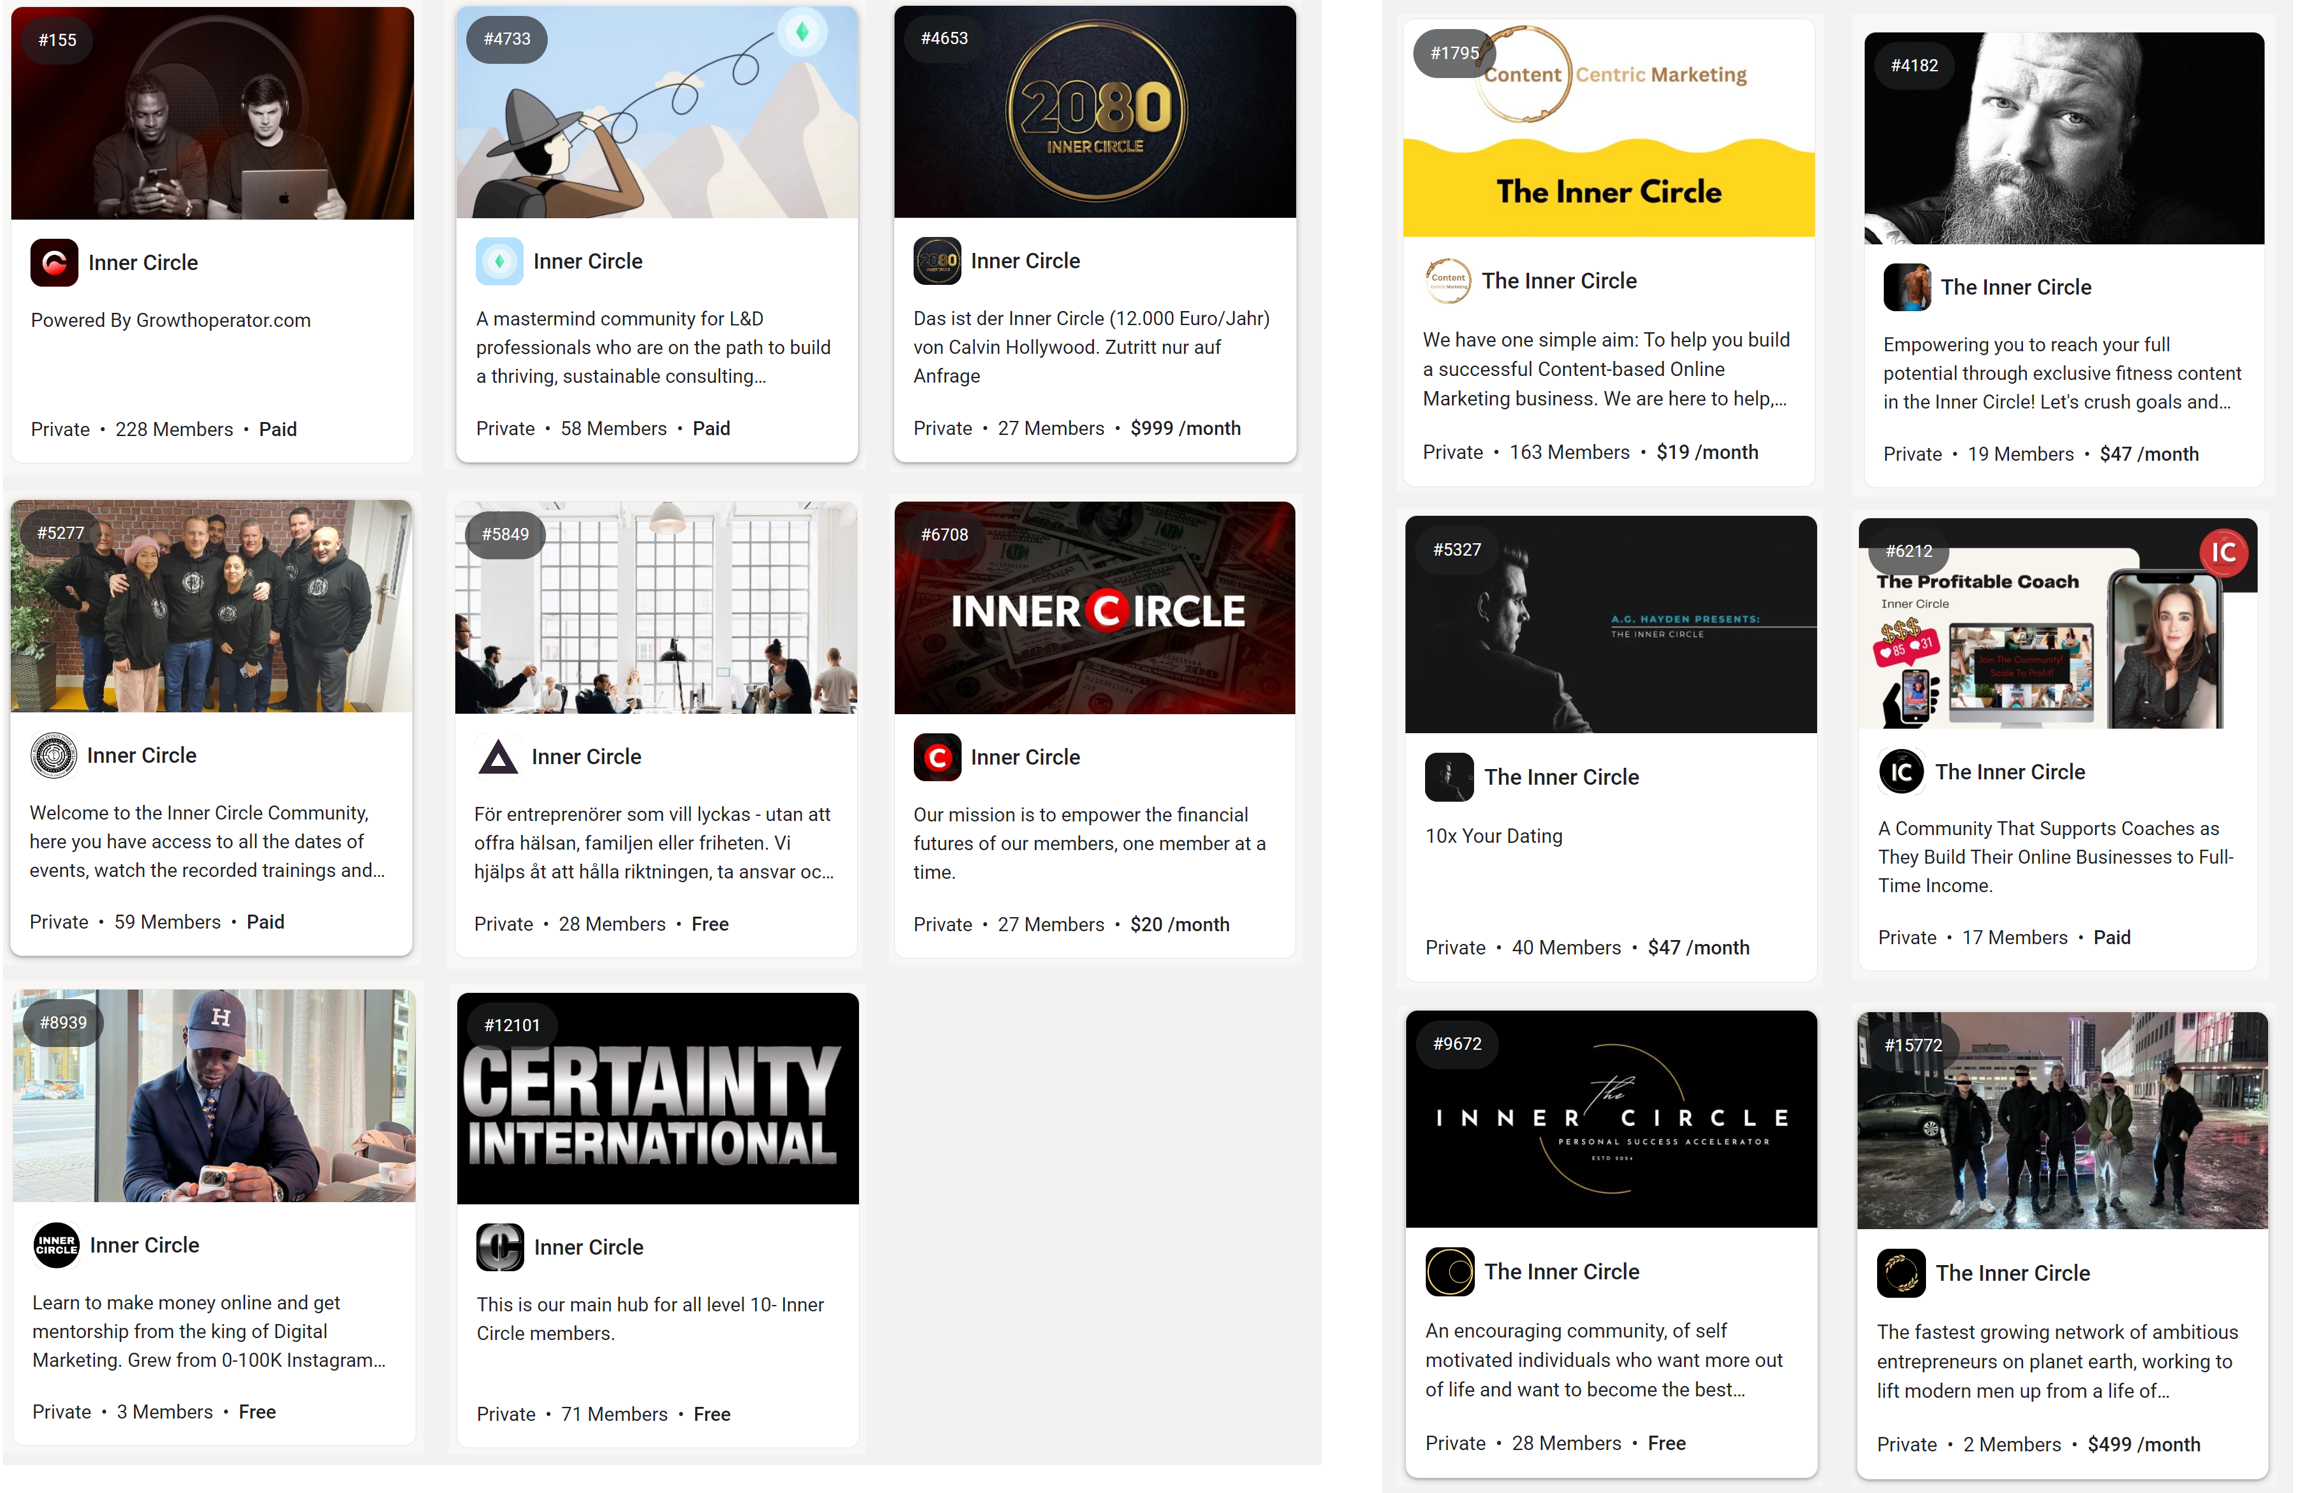 #155
Inner Circle
Powered By Growthoperator.com
Private • 228 Members • Paid
#4733
Inner Circle
A mastermind community for L&D
professionals who are on the path to build
a thriving, sustainable consulting...
Private • 58 Members • Paid
#4653
2080
INNER CIRCLE
2080
Inner Circle
Das ist der Inner Circle (12.000 Euro/Jahr)
von Calvin Hollywood. Zutritt nur auf
Anfrage
Private • 27 Members • $999 /month
#5277
Inner Circle
Welcome to the Inner Circle Community,
here you have access to all the dates of
events, watch the recorded trainings and...
Private • 59 Members • Paid
#5849
Inner Circle
För entreprenörer som vill lyckas - utan att
offra hälsan, familjen eller friheten. Vi
hjälps åt att hålla riktningen, ta ansvar oc...
Private • 28 Members • Free
#6708
INNER CIRCLE
C
Inner Circle
Our mission is to empower the financial
futures of our members, one member at a
time.
Private • 27 Members • $20 /month
#8939
H
INNER
CIRCLE
Inner Circle
Learn to make money online and get
mentorship from the king of Digital
Marketing. Grew from 0-100K Instagram...
Private • 3 Members • Free
#12101
CERTAINTY
INTERNATIONAL
Inner Circle
This is our main hub for all level 10- Inner
Circle members.
Private • 71 Members • Free
#1795
Content Centric Marketing
The Inner Circle
Content
Centric Marketing
The Inner Circle
We have one simple aim: To help you build
a successful Content-based Online
Marketing business. We are here to help,...
Private • 163 Members • $19 /month
#4182
The Inner Circle
Empowering you to reach your full
potential through exclusive fitness content
in the Inner Circle! Let's crush goals and...
Private • 19 Members • $47 /month
#5327
A.G. HAYDEN PRESENTS:
THE INNER CIRCLE
The Inner Circle
10x Your Dating
Private • 40 Members • $47 /month
#6212
IC
The Profitable Coach
Inner Circle
$$$
85 31
Join The Community!
Scale To Profit!
IC
The Inner Circle
A Community That Supports Coaches as
They Build Their Online Businesses to Full-
Time Income.
Private • 17 Members • Paid
#9672
the
INNER CIRCLE
PERSONAL SUCCESS ACCELERATOR
ESTD 2024
The Inner Circle
An encouraging community, of self
motivated individuals who want more out
of life and want to become the best...
Private • 28 Members • Free
#15772
The Inner Circle
The fastest growing network of ambitious
entrepreneurs on planet earth, working to
lift modern men up from a life of...
Private • 2 Members • $499 /month